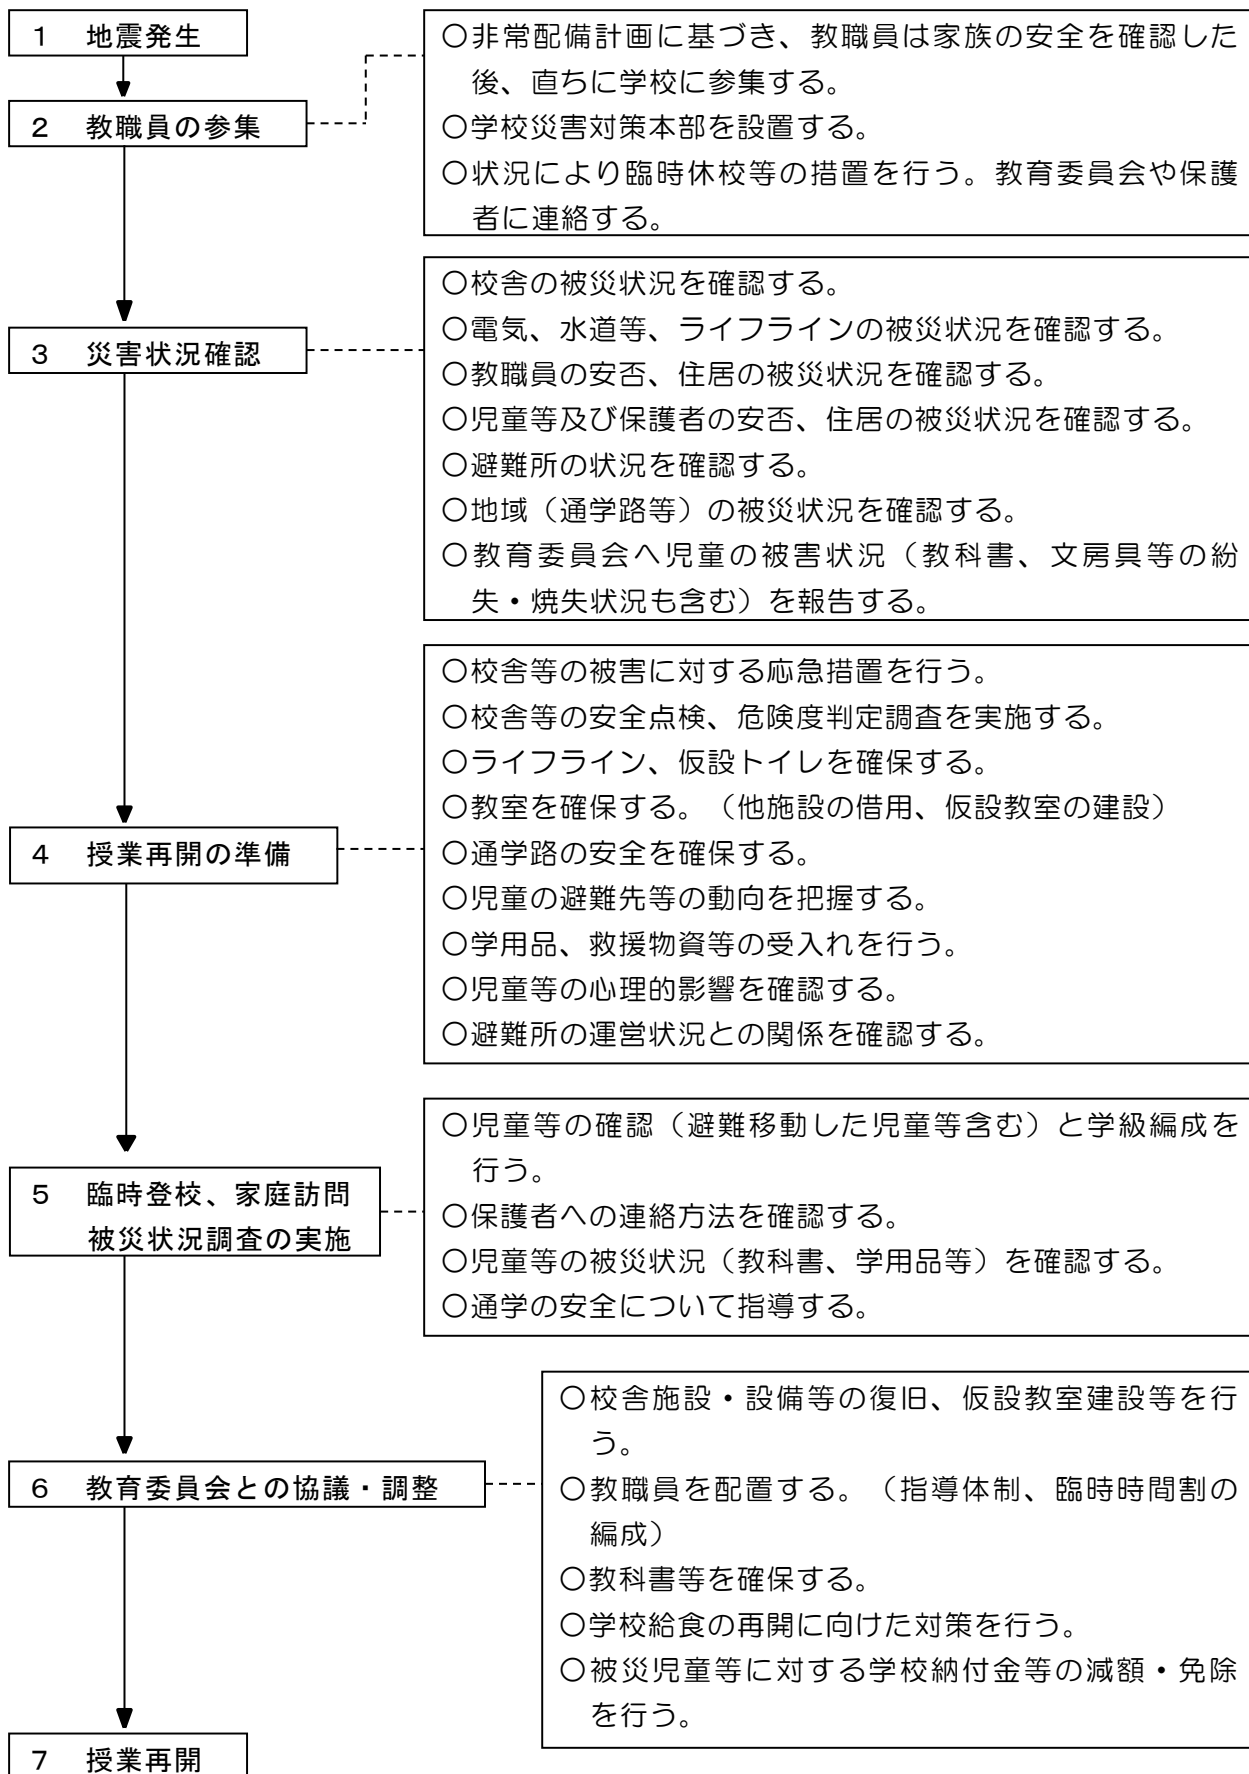 １　地震発生
２　教職員の参集
〇非常配備計画に基づき、教職員は家族の安全を確認した
後、直ちに学校に参集する。
〇学校災害対策本部を設置する。
〇状況により臨時休校等の措置を行う。教育委員会や保護
者に連絡する。
３　災害状況確認
〇校舎の被災状況を確認する。
〇電気、水道等、ライフラインの被災状況を確認する。
〇教職員の安否、住居の被災状況を確認する。
〇児童等及び保護者の安否、住居の被災状況を確認する。
〇避難所の状況を確認する。
〇地域（通学路等）の被災状況を確認する。
〇教育委員会へ児童の被害状況（教科書、文房具等の紛
失・焼失状況も含む）を報告する。
４　授業再開の準備
〇校舎等の被害に対する応急措置を行う。
〇校舎等の安全点検、危険度判定調査を実施する。
〇ライフライン、仮設トイレを確保する。
〇教室を確保する。（他施設の借用、仮設教室の建設）
〇通学路の安全を確保する。
〇児童の避難先等の動向を把握する。
〇学用品、救援物資等の受入れを行う。
〇児童等の心理的影響を確認する。
〇避難所の運営状況との関係を確認する。
５　臨時登校、家庭訪問
被災状況調査の実施
〇児童等の確認（避難移動した児童等含む）と学級編成を
行う。
〇保護者への連絡方法を確認する。
〇児童等の被災状況（教科書、学用品等）を確認する。
〇通学の安全について指導する。
６　教育委員会との協議・調整
〇校舎施設・設備等の復旧、仮設教室建設等を行
う。
〇教職員を配置する。（指導体制、臨時時間割の
編成）
〇教科書等を確保する。
〇学校給食の再開に向けた対策を行う。
〇被災児童等に対する学校納付金等の減額・免除
を行う。
７　授業再開